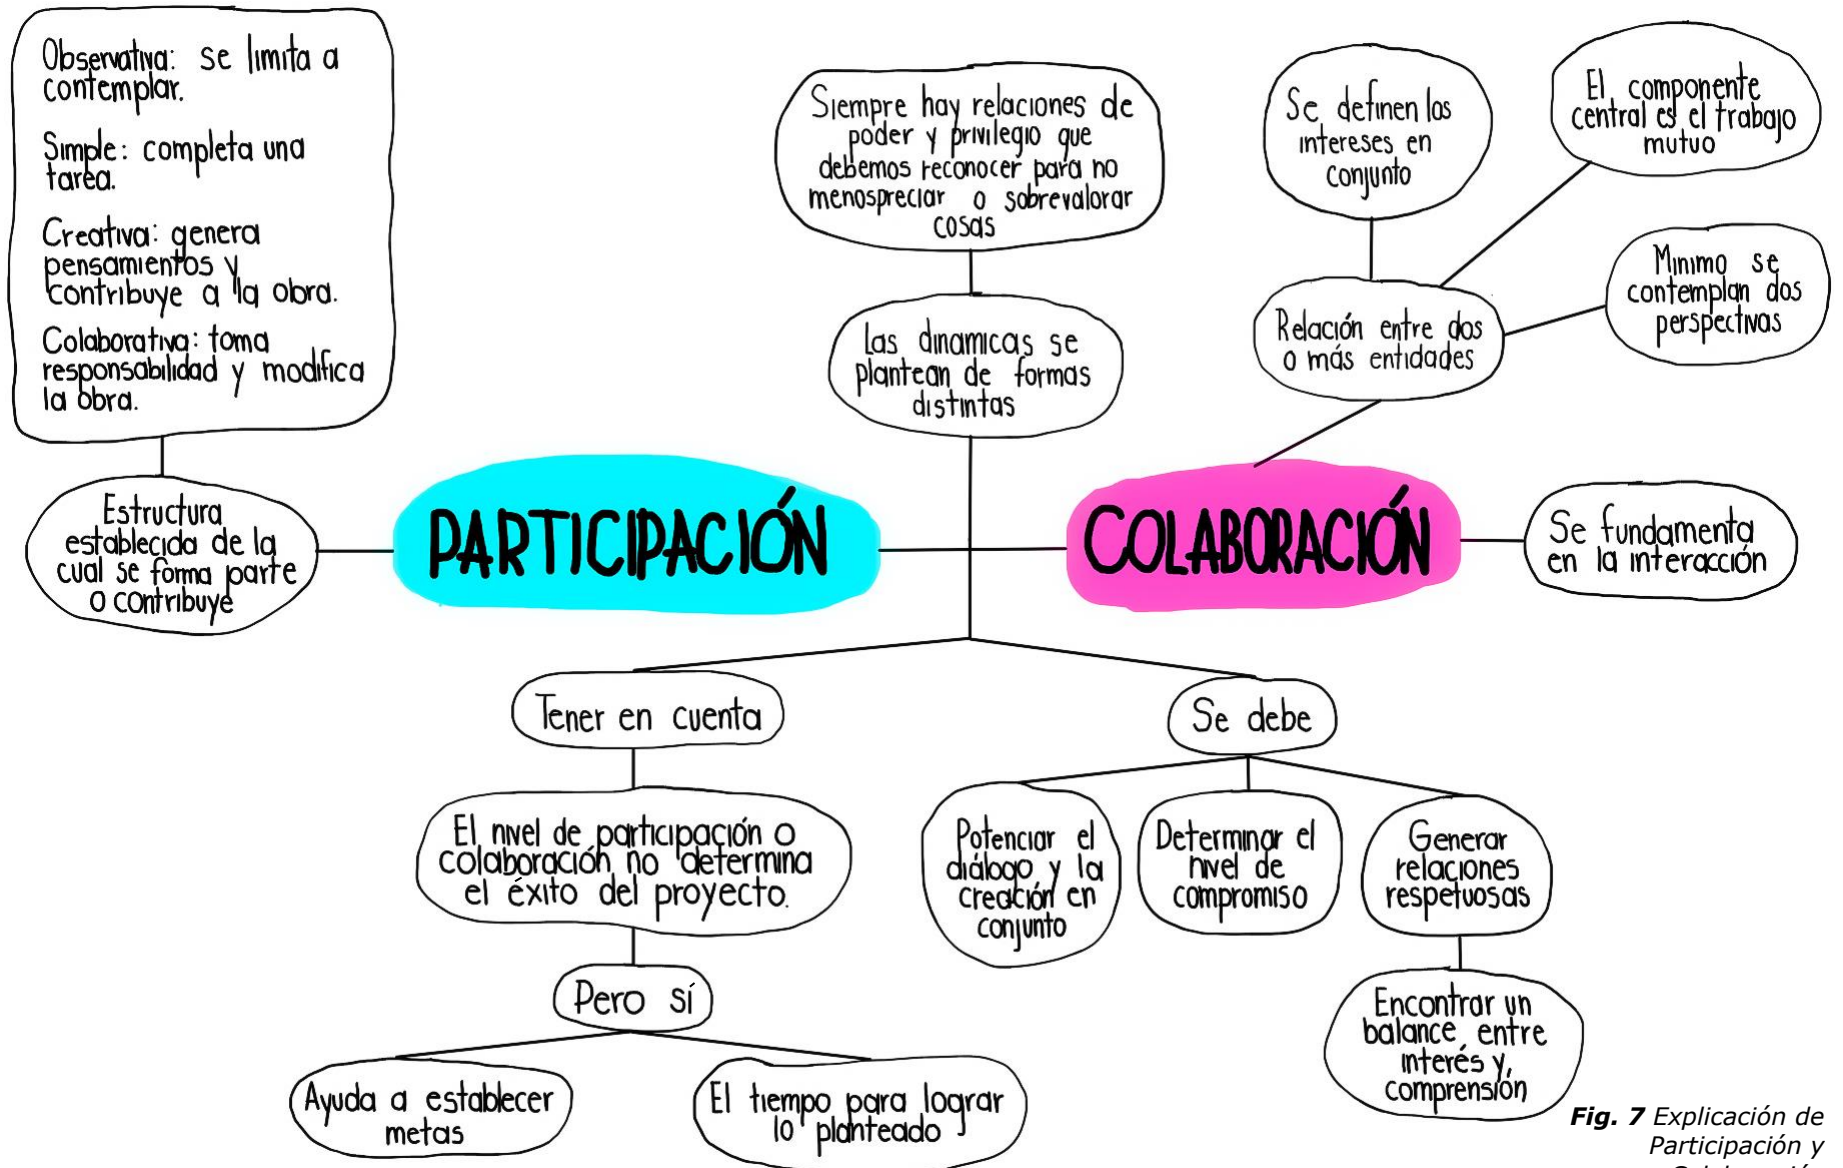 Observativa: se limita a
contemplar.
Simple: completa una
tarea.
Creativa: genera
pensamientos y
contribuye a la obra.
Colaborativa: toma
responsabilidad y modifica
la obra.
Estructura
establecida de la
cual se forma parte
o contribuye
PARTICIPACIÓN
Siempre hay relaciones de
poder y privilegio que
debemos reconocer para no
menospreciar o sobrevalorar
cosas
Las dinamicas se
plantean de formas
distintas
Se definen los
intereses en
conjunto
El componente
central es el trabajo
mutuo
Minimo se
contemplan dos
perspectivas
Relación entre dos
o más entidades
COLABORACIÓN
Se fundamenta
en la interacción
Tener en cuenta
El nivel de participación o
colaboración no determina
el éxito del proyecto.
Pero sí
Ayuda a establecer
metas
El tiempo para lograr
lo planteado
Se debe
Potenciar el
diálogo y la
creación en
conjunto
Determinar el
nivel de
compromiso
Generar
relaciones
respetuosas
Encontrar un
balance entre
interés y,
comprensión
Fig. 7 Explicación de
Participación y